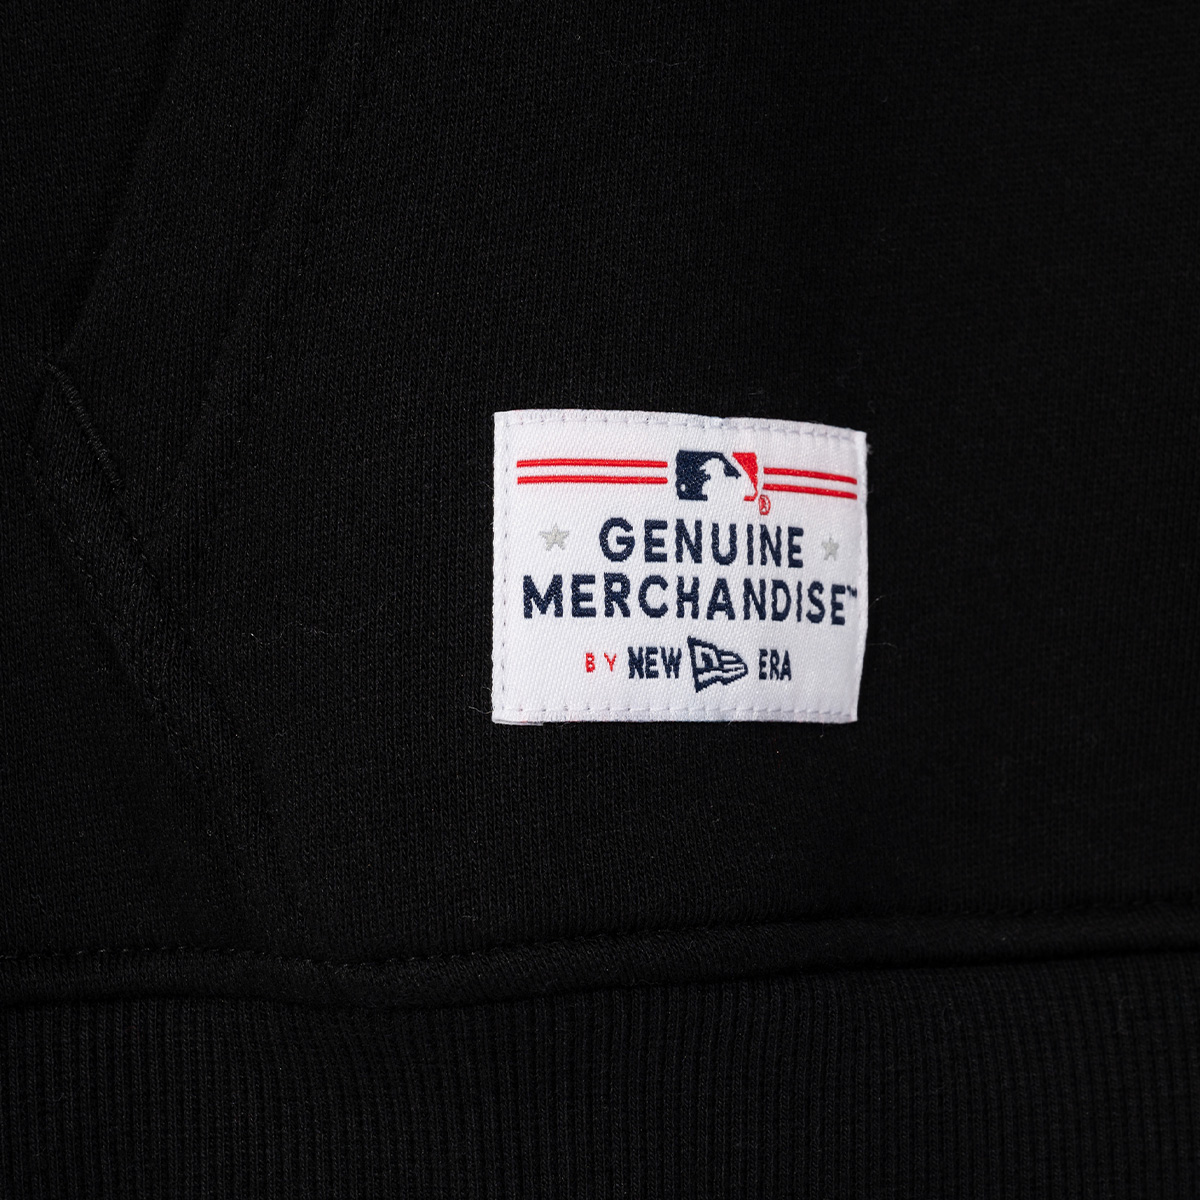 ®
GENUINE
MERCHANDISE™
BY NEW ERA